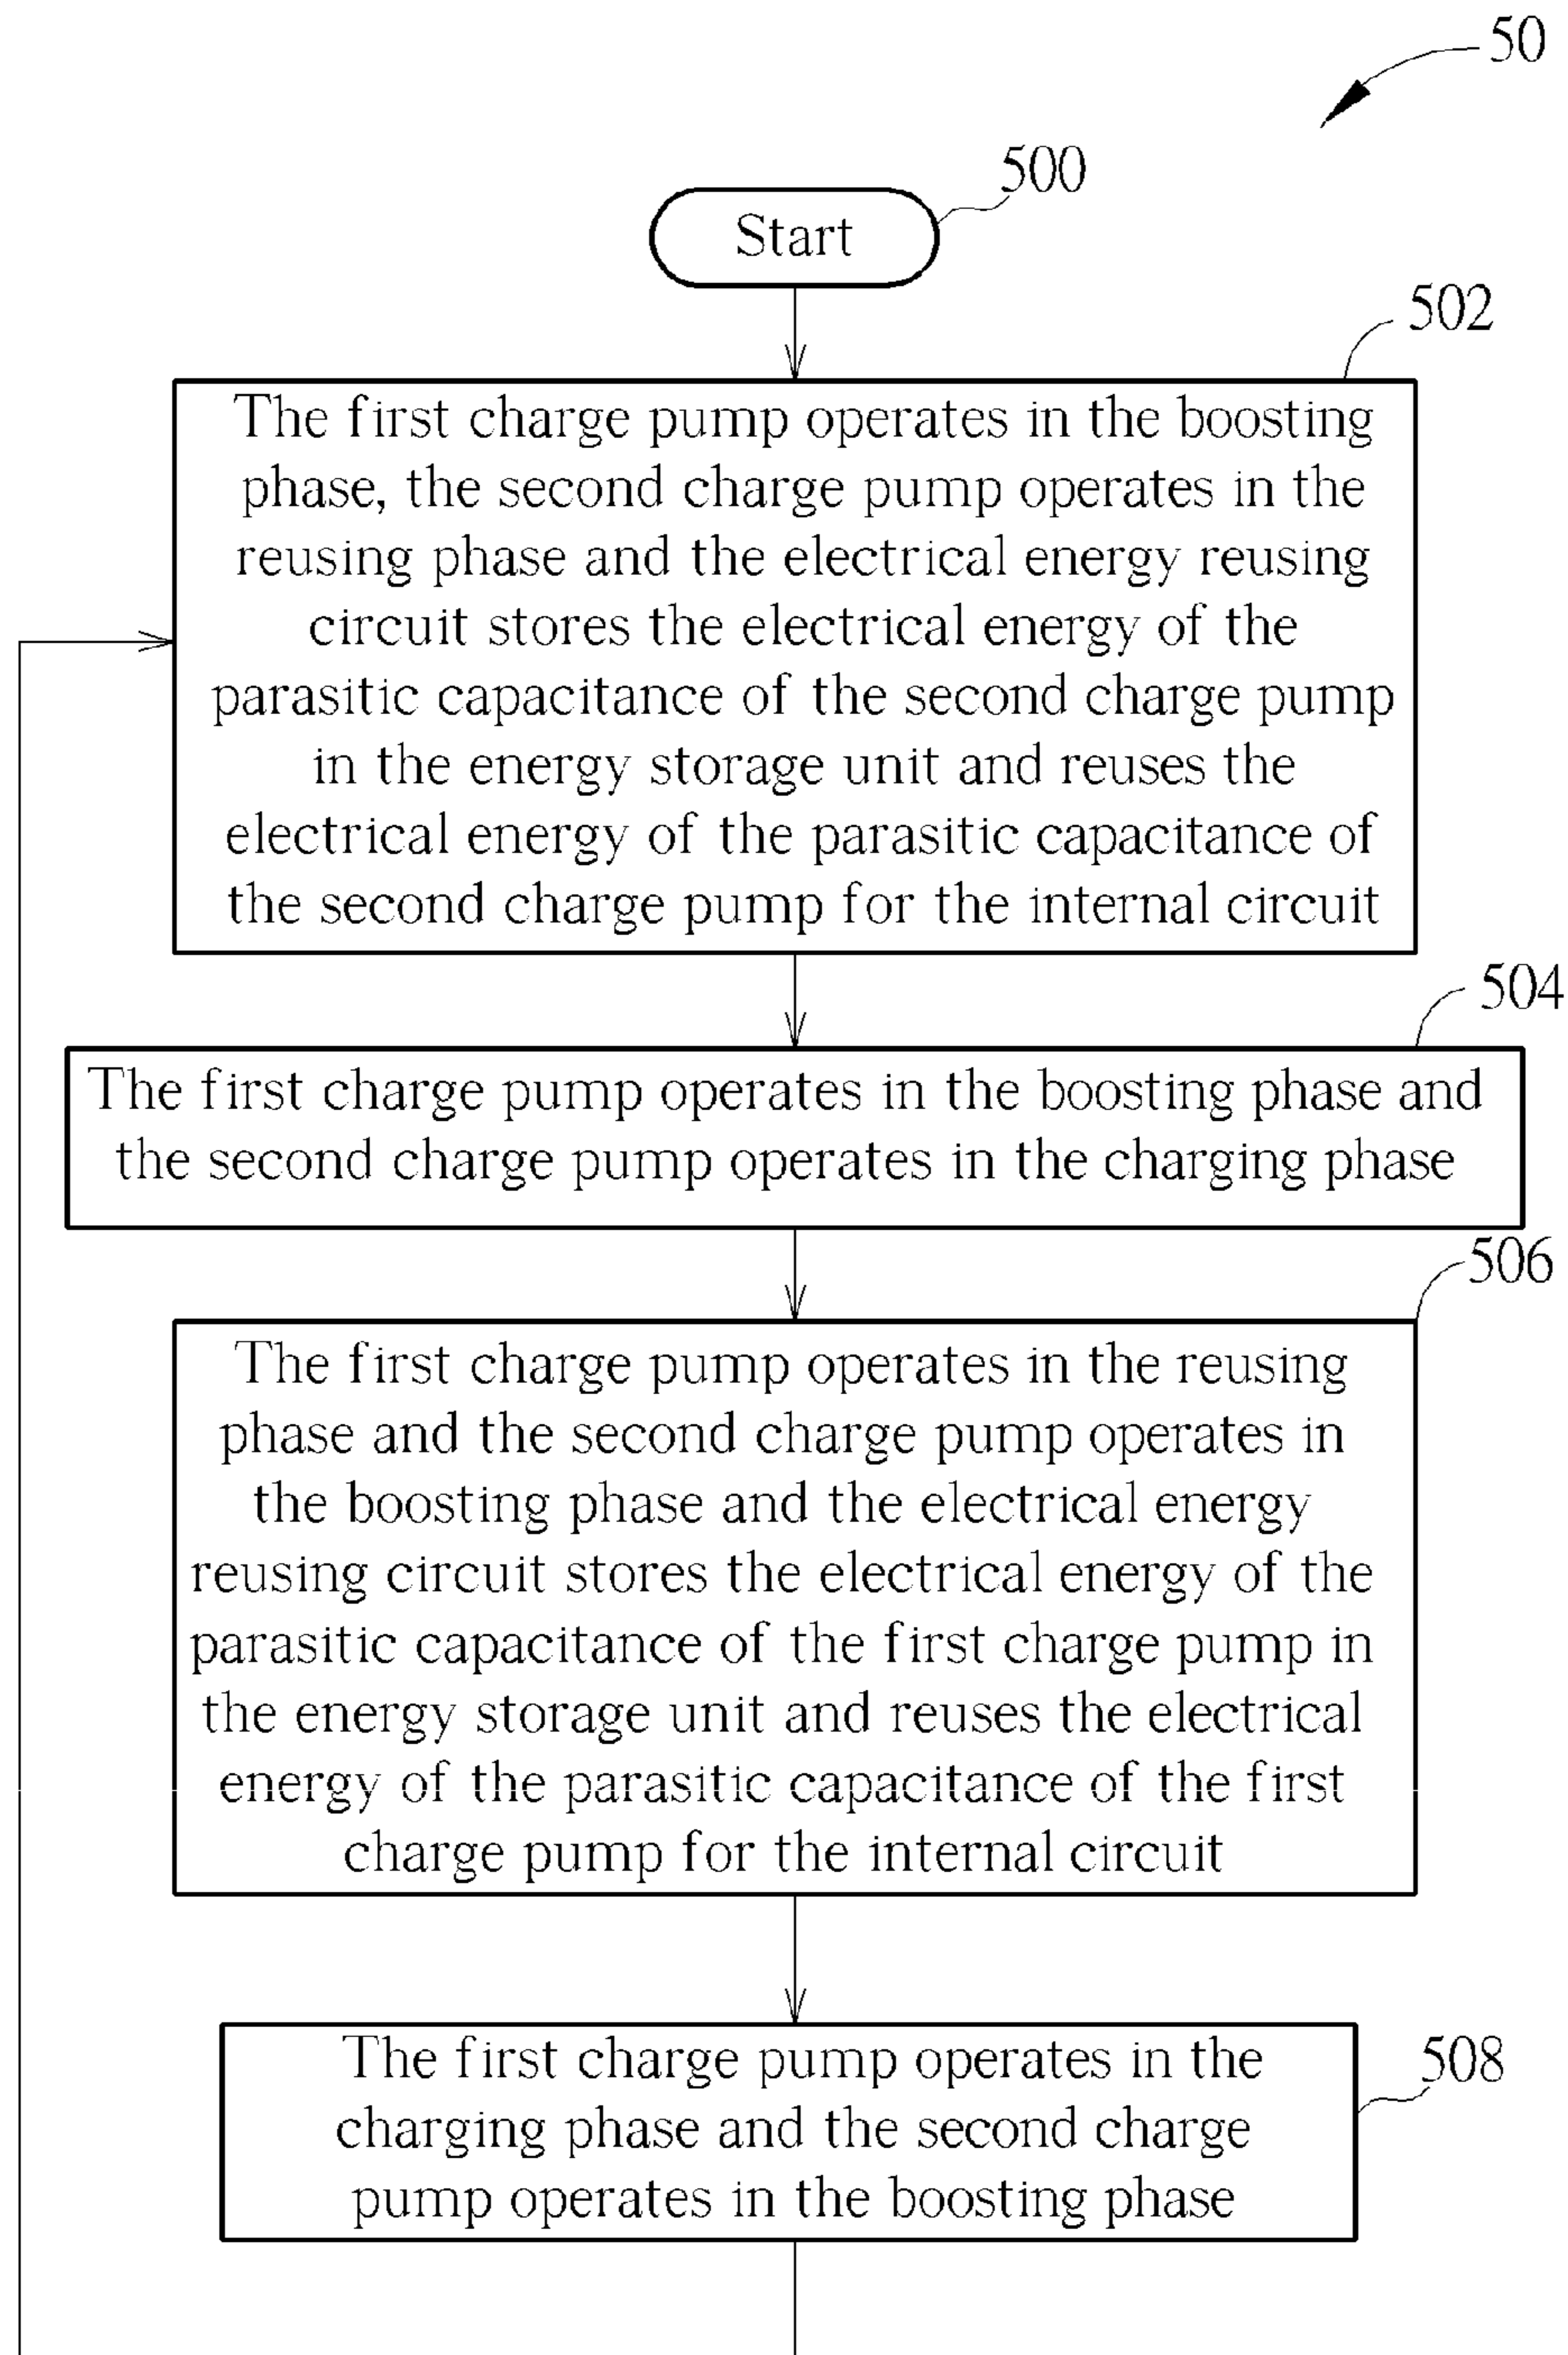 50
500
Start
502
The first charge pump operates in the boosting
phase, the second charge pump operates in the
reusing phase and the electrical energy reusing
circuit stores the electrical energy of the
parasitic capacitance of the second charge pump
in the energy storage unit and reuses the
electrical energy of the parasitic capacitance of
the second charge pump for the internal circuit
504
The first charge pump operates in the boosting phase and
the second charge pump operates in the charging phase
506
The first charge pump operates in the reusing
phase and the second charge pump operates in
the boosting phase and the electrical energy
reusing circuit stores the electrical energy of the
parasitic capacitance of the first charge pump in
the energy storage unit and reuses the electrical
energy of the parasitic capacitance of the first
charge pump for the internal circuit
508
The first charge pump operates in the
charging phase and the second charge
pump operates in the boosting phase